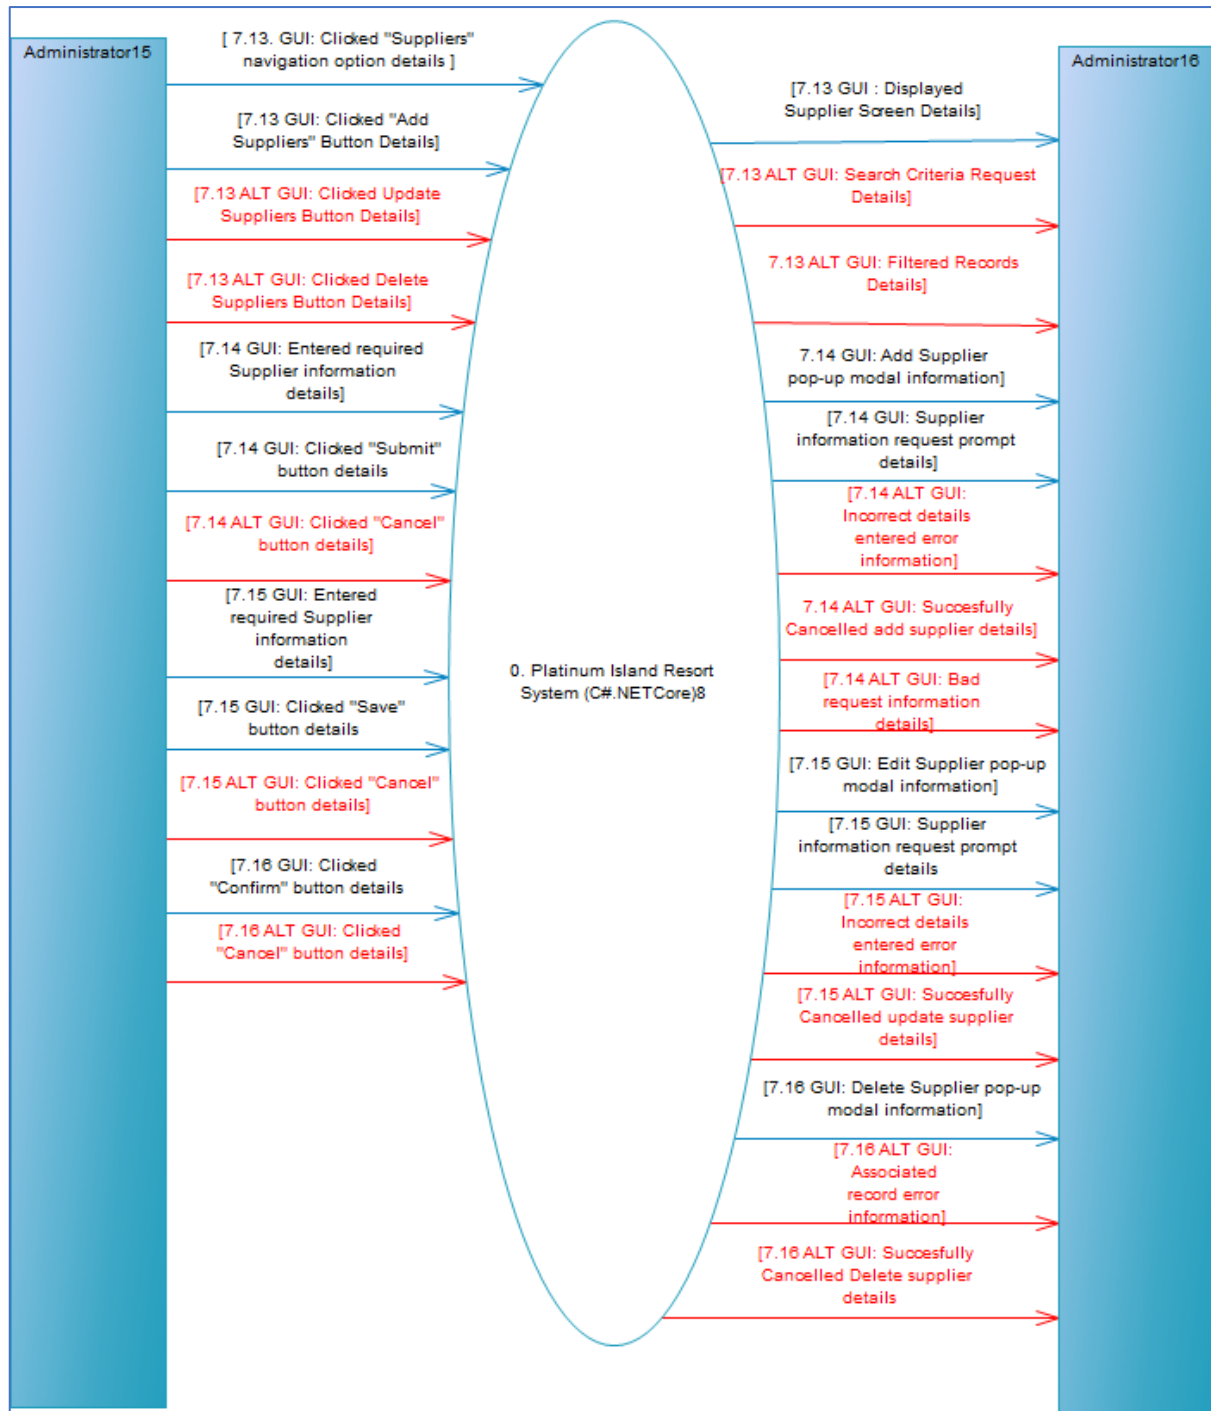 Administrator15
[ 7.13. GUI: Clicked "Suppliers"
navigation option details ]
[7.13 GUI: Clicked "Add
Suppliers" Button Details]
[7.13 ALT GUI: Clicked Update
Suppliers Button Details]
[7.13 ALT GUI: Clicked Delete
Suppliers Button Details]
[7.14 GUI: Entered required
Supplier information
details]
[7.14 GUI: Clicked "Submit"
button details
[7.14 ALT GUI: Clicked "Cancel"
button details]
[7.15 GUI: Entered
required Supplier
information
details]
[7.15 GUI: Clicked "Save"
button details
[7.15 ALT GUI: Clicked "Cancel"
button details]
[7.16 GUI: Clicked
"Confirm" button details
[7.16 ALT GUI: Clicked
"Cancel" button details]
0. Platinum Island Resort
System (C#.NETCore)8
Administrator16
[7.13 GUI : Displayed
Supplier Screen Details]
[7.13 ALT GUI: Search Criteria Request
Details]
7.13 ALT GUI: Filtered Records
Details]
7.14 GUI: Add Supplier
pop-up modal information]
[7.14 GUI: Supplier
information request prompt
details]
[7.14 ALT GUI:
Incorrect details
entered error
information]
7.14 ALT GUI: Succesfully
Cancelled add supplier details]
[7.14 ALT GUI: Bad
request information
details]
[7.15 GUI: Edit Supplier pop-up
modal information]
[7.15 GUI: Supplier
information request prompt
details
[7.15 ALT GUI:
Incorrect details
entered error
information]
[7.15 ALT GUI: Succesfully
Cancelled update supplier
details]
[7.16 GUI: Delete Supplier pop-up
modal information]
[7.16 ALT GUI:
Associated
record error
information]
[7.16 ALT GUI: Succesfully
Cancelled Delete supplier
details